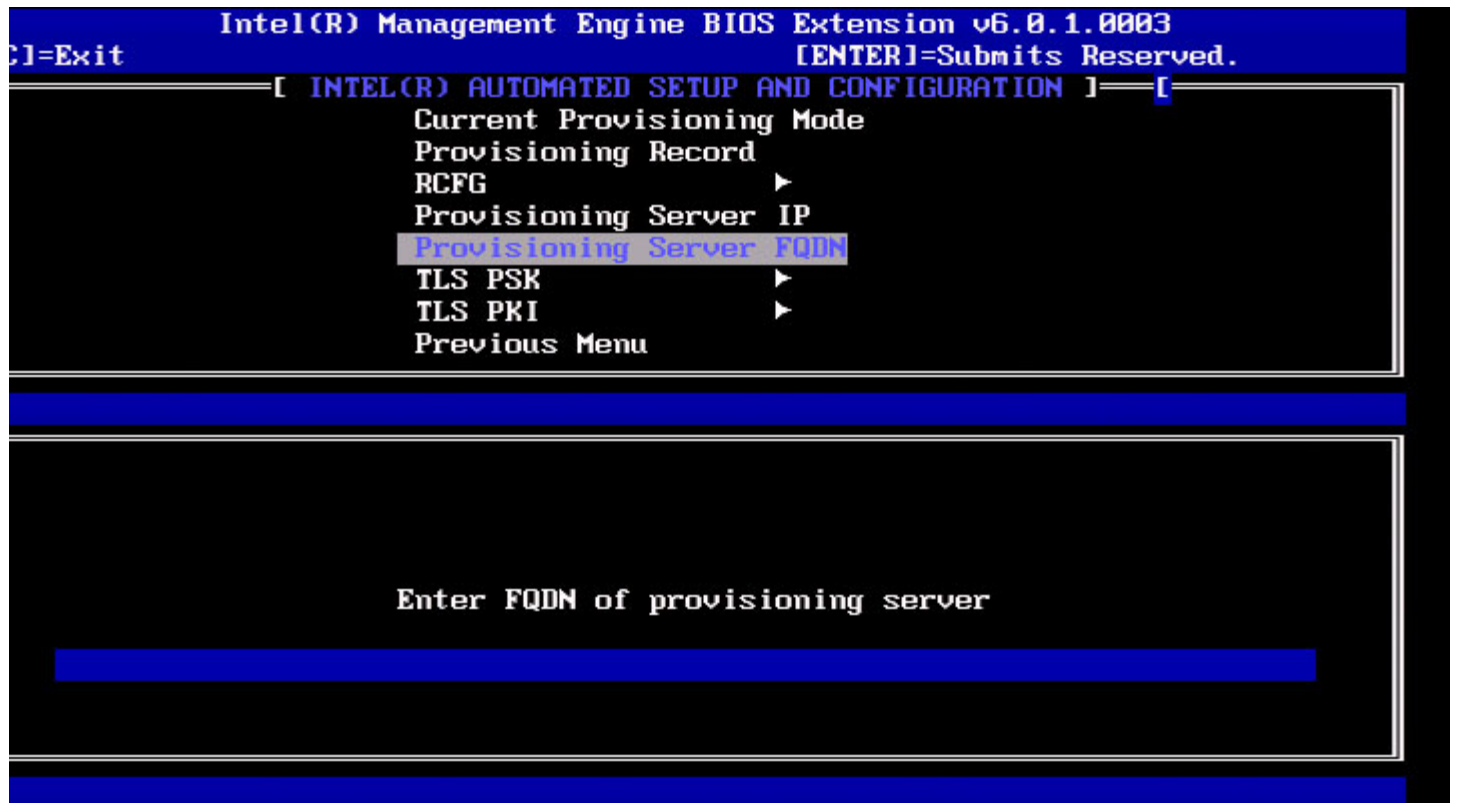 Intel(R) Management Engine BIOS Extension v6.0.1.0003
C]=Exit [ENTER]=Submits Reserved.
[ INTEL(R) AUTOMATED SETUP AND CONFIGURATION ] [
Current Provisioning Mode
Provisioning Record
RCFG ►
Provisioning Server IP
Provisioning Server FQDN
TLS PSK ►
TLS PKI ►
Previous Menu
Enter FQDN of provisioning server